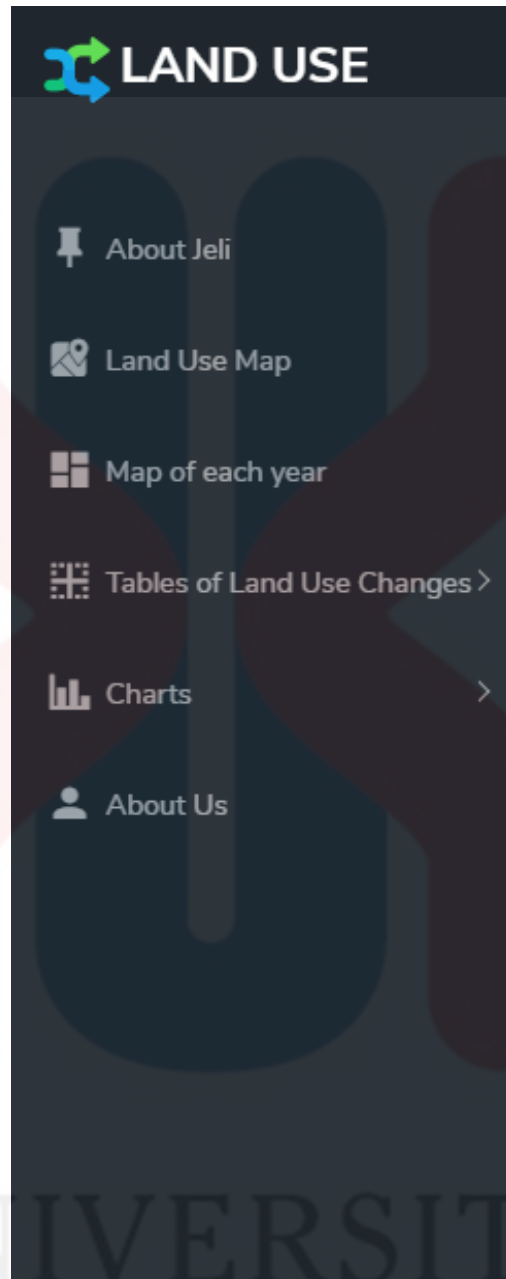 LAND USE
About Jeli
Land Use Map
Map of each year
Tables of Land Use Changes
Charts
About Us